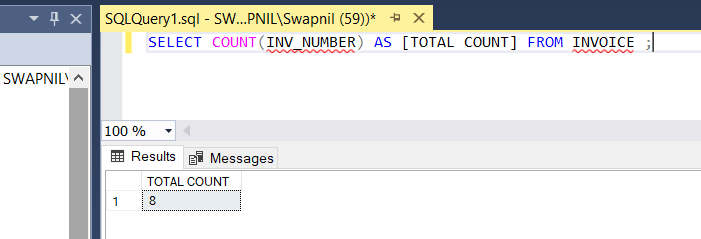 SQLQuery1.sql - SW...PNIL\Swapnil (59))*
SELECT COUNT(INV_NUMBER) AS [TOTAL COUNT] FROM INVOICE ;
SWAPNIL\
100 %
Results Messages
TOTAL COUNT
1 8